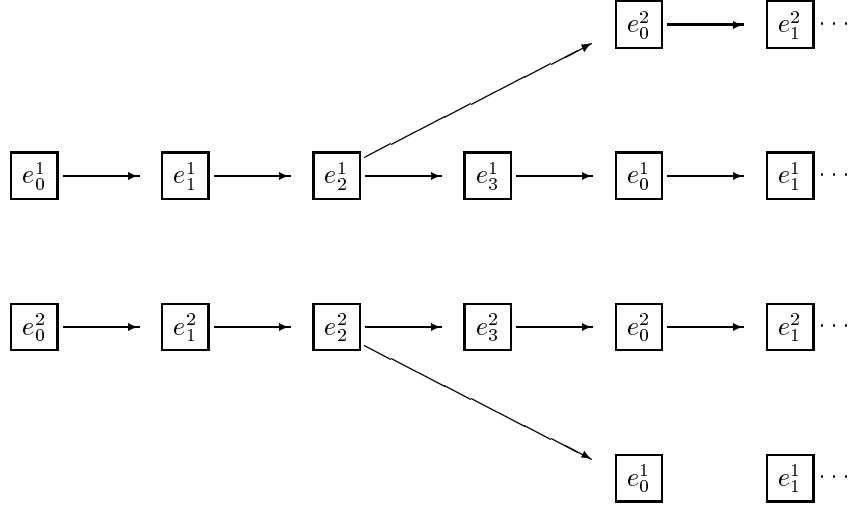 e_0^2 e_1^2 ···
e_0^1 e_1^1 e_2^1 e_3^1 e_0^1 e_1^1 ···
e_0^2 e_1^2 e_2^2 e_3^2 e_0^2 e_1^2 ···
e_0^1 e_1^1 ···